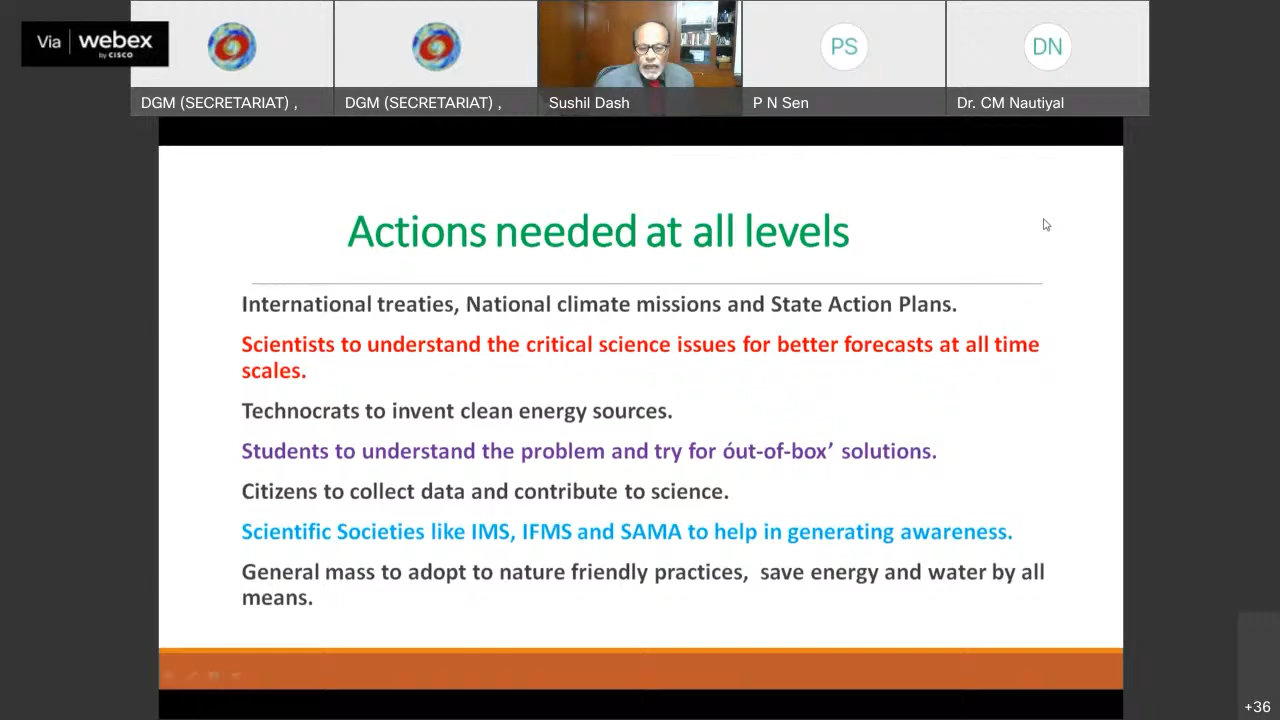 Via webex
by CISCO
PS
DN
DGM (SECRETARIAT) ,
DGM (SECRETARIAT) ,
Sushil Dash
P N Sen
Dr. CM Nautiyal
Actions needed at all levels
International treaties, National climate missions and State Action Plans.
Scientists to understand the critical science issues for better forecasts at all time
scales.
Technocrats to invent clean energy sources.
Students to understand the problem and try for óut-of-box’ solutions.
Citizens to collect data and contribute to science.
Scientific Societies like IMS, IFMS and SAMA to help in generating awareness.
General mass to adopt to nature friendly practices,  save energy and water by all
means.
+36